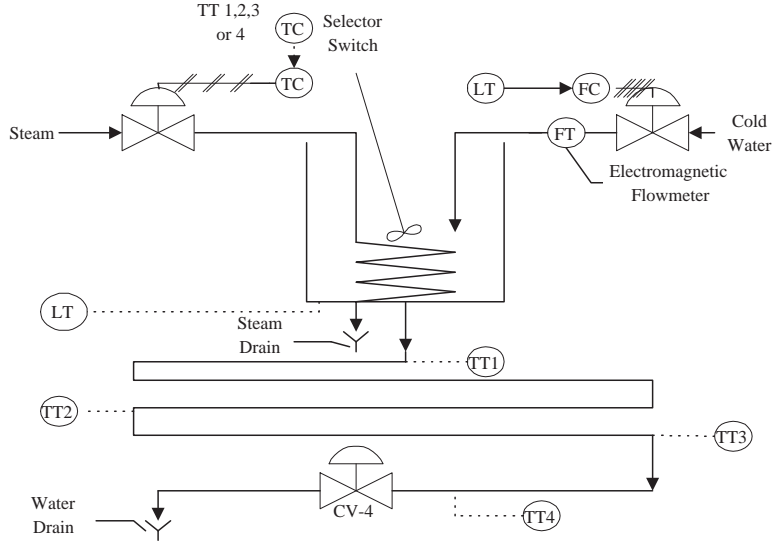 TT 1,2,3
or 4
TC
Selector
Switch
TC
LT
FC
Steam
FT
Cold
Water
Electromagnetic
Flowmeter
LT
Steam
Drain
TT1
TT2
TT3
Water
Drain
CV-4
TT4